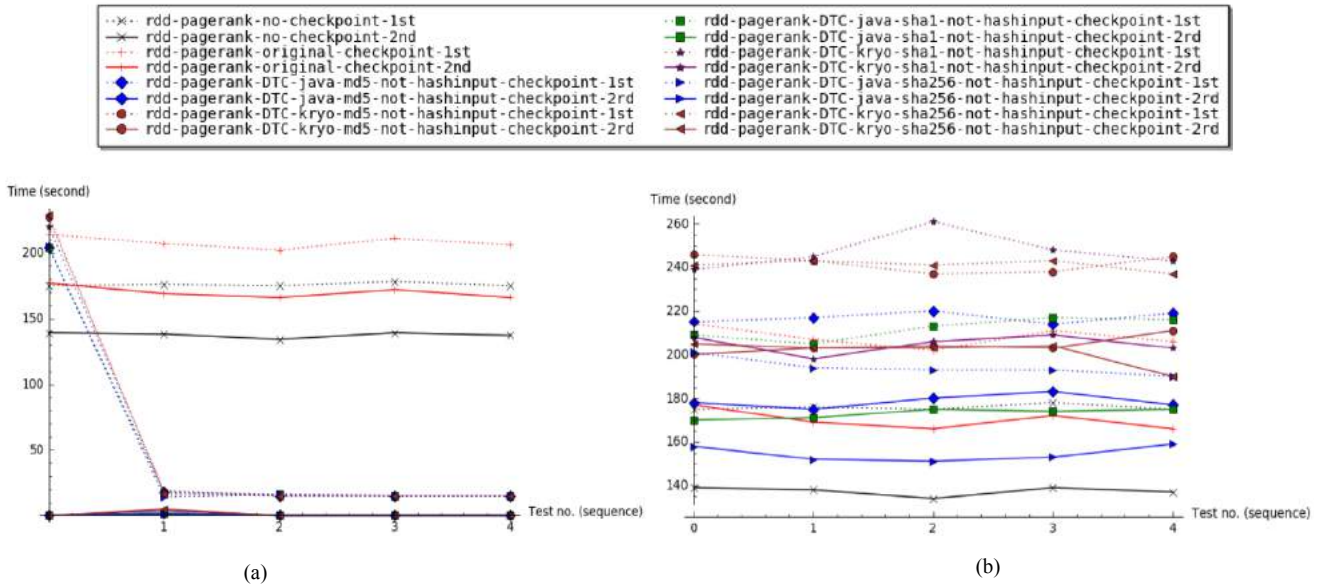 rdd-pagerank-no-checkpoint-1st
rdd-pagerank-no-checkpoint-2nd
rdd-pagerank-original-checkpoint-1st
rdd-pagerank-original-checkpoint-2nd
rdd-pagerank-DTC-java-md5-not-hashinput-checkpoint-1st
rdd-pagerank-DTC-java-md5-not-hashinput-checkpoint-2rd
rdd-pagerank-DTC-kryo-md5-not-hashinput-checkpoint-1st
rdd-pagerank-DTC-kryo-md5-not-hashinput-checkpoint-2rd
rdd-pagerank-DTC-java-sha1-not-hashinput-checkpoint-1st
rdd-pagerank-DTC-java-sha1-not-hashinput-checkpoint-2rd
rdd-pagerank-DTC-kryo-sha1-not-hashinput-checkpoint-1st
rdd-pagerank-DTC-kryo-sha1-not-hashinput-checkpoint-2rd
rdd-pagerank-DTC-java-sha256-not-hashinput-checkpoint-1st
rdd-pagerank-DTC-java-sha256-not-hashinput-checkpoint-2rd
rdd-pagerank-DTC-kryo-sha256-not-hashinput-checkpoint-1st
rdd-pagerank-DTC-kryo-sha256-not-hashinput-checkpoint-2rd
Time (second)
200
150
100
50
1 2 3 4
Test no. (sequence)
(a)
Time (second)
260
240
220
200
180
160
140
0 1 2 3 4
Test no. (sequence)
(b)